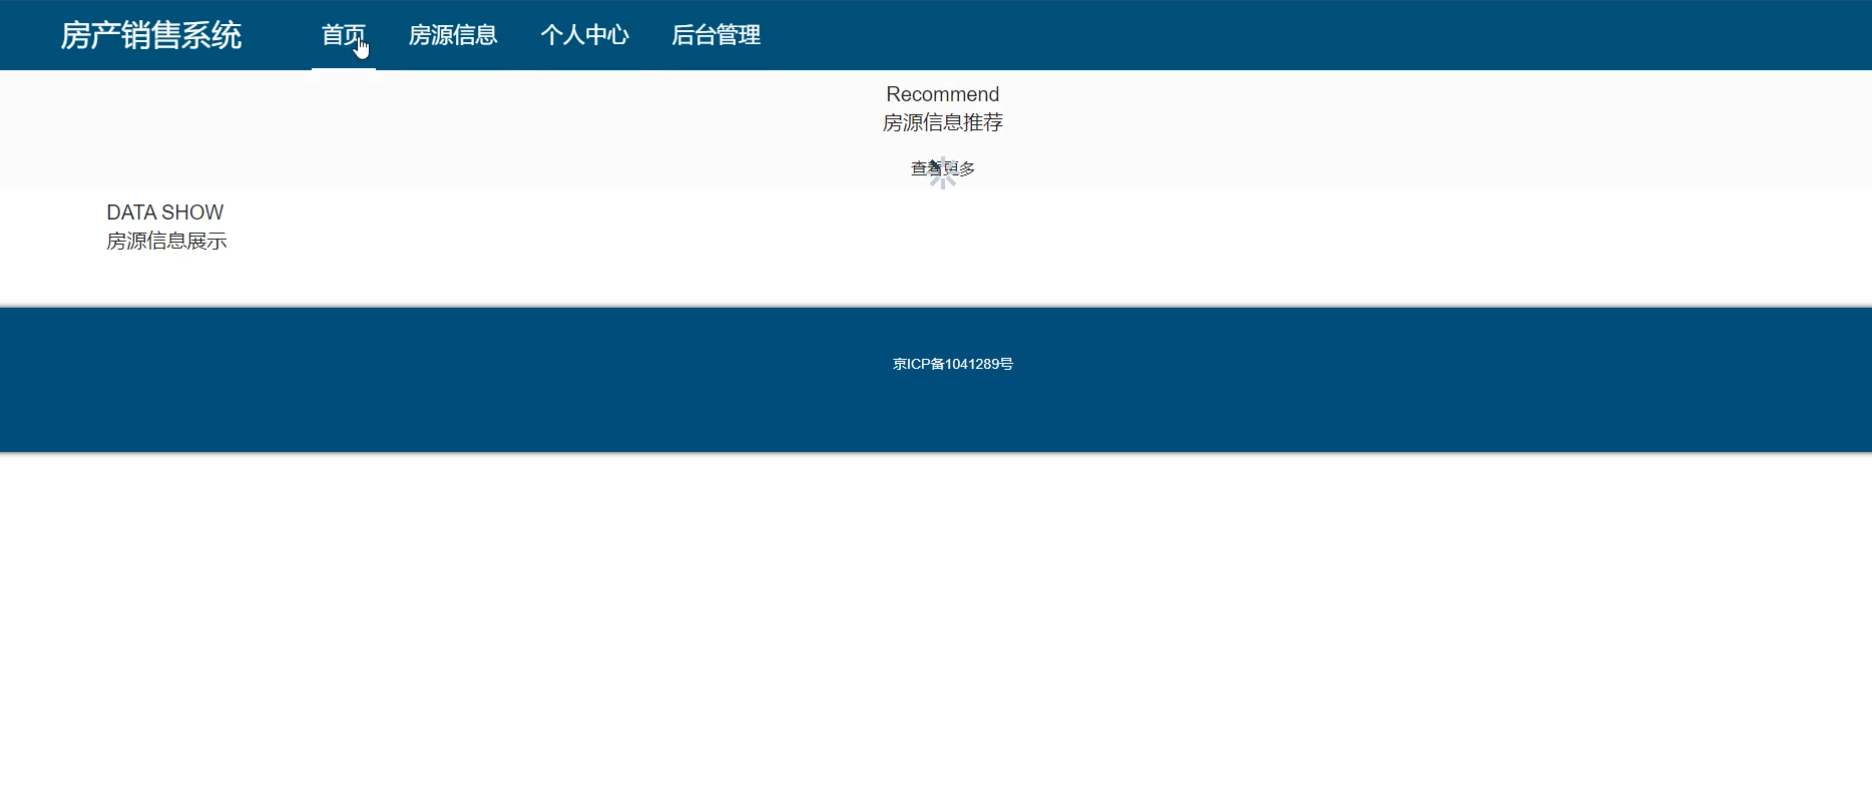 房产销售系统 首页 房源信息 个人中心 后台管理
Recommend
房源信息推荐
查看更多
DATA SHOW
房源信息展示
京ICP备1041289号